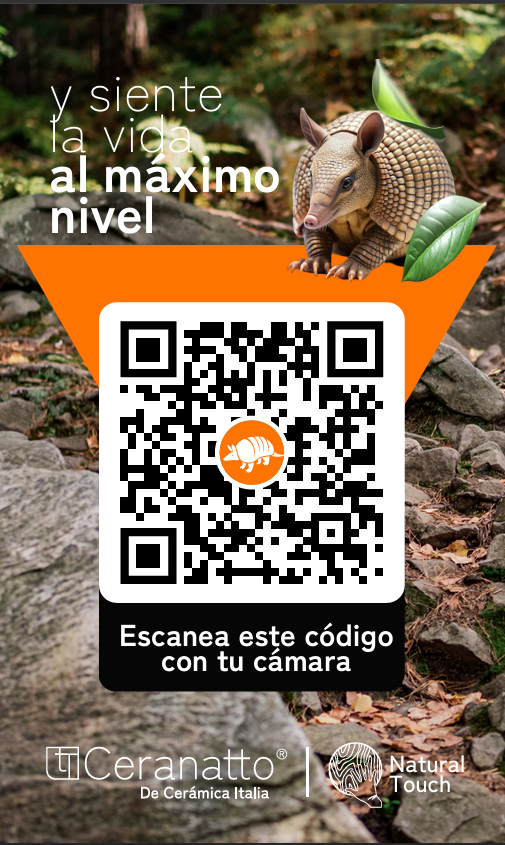 y siente
la vida
al máximo
nivel
Escanea este código
con tu cámara
Ceranatto®
De Cerámica Italia
Natural
Touch